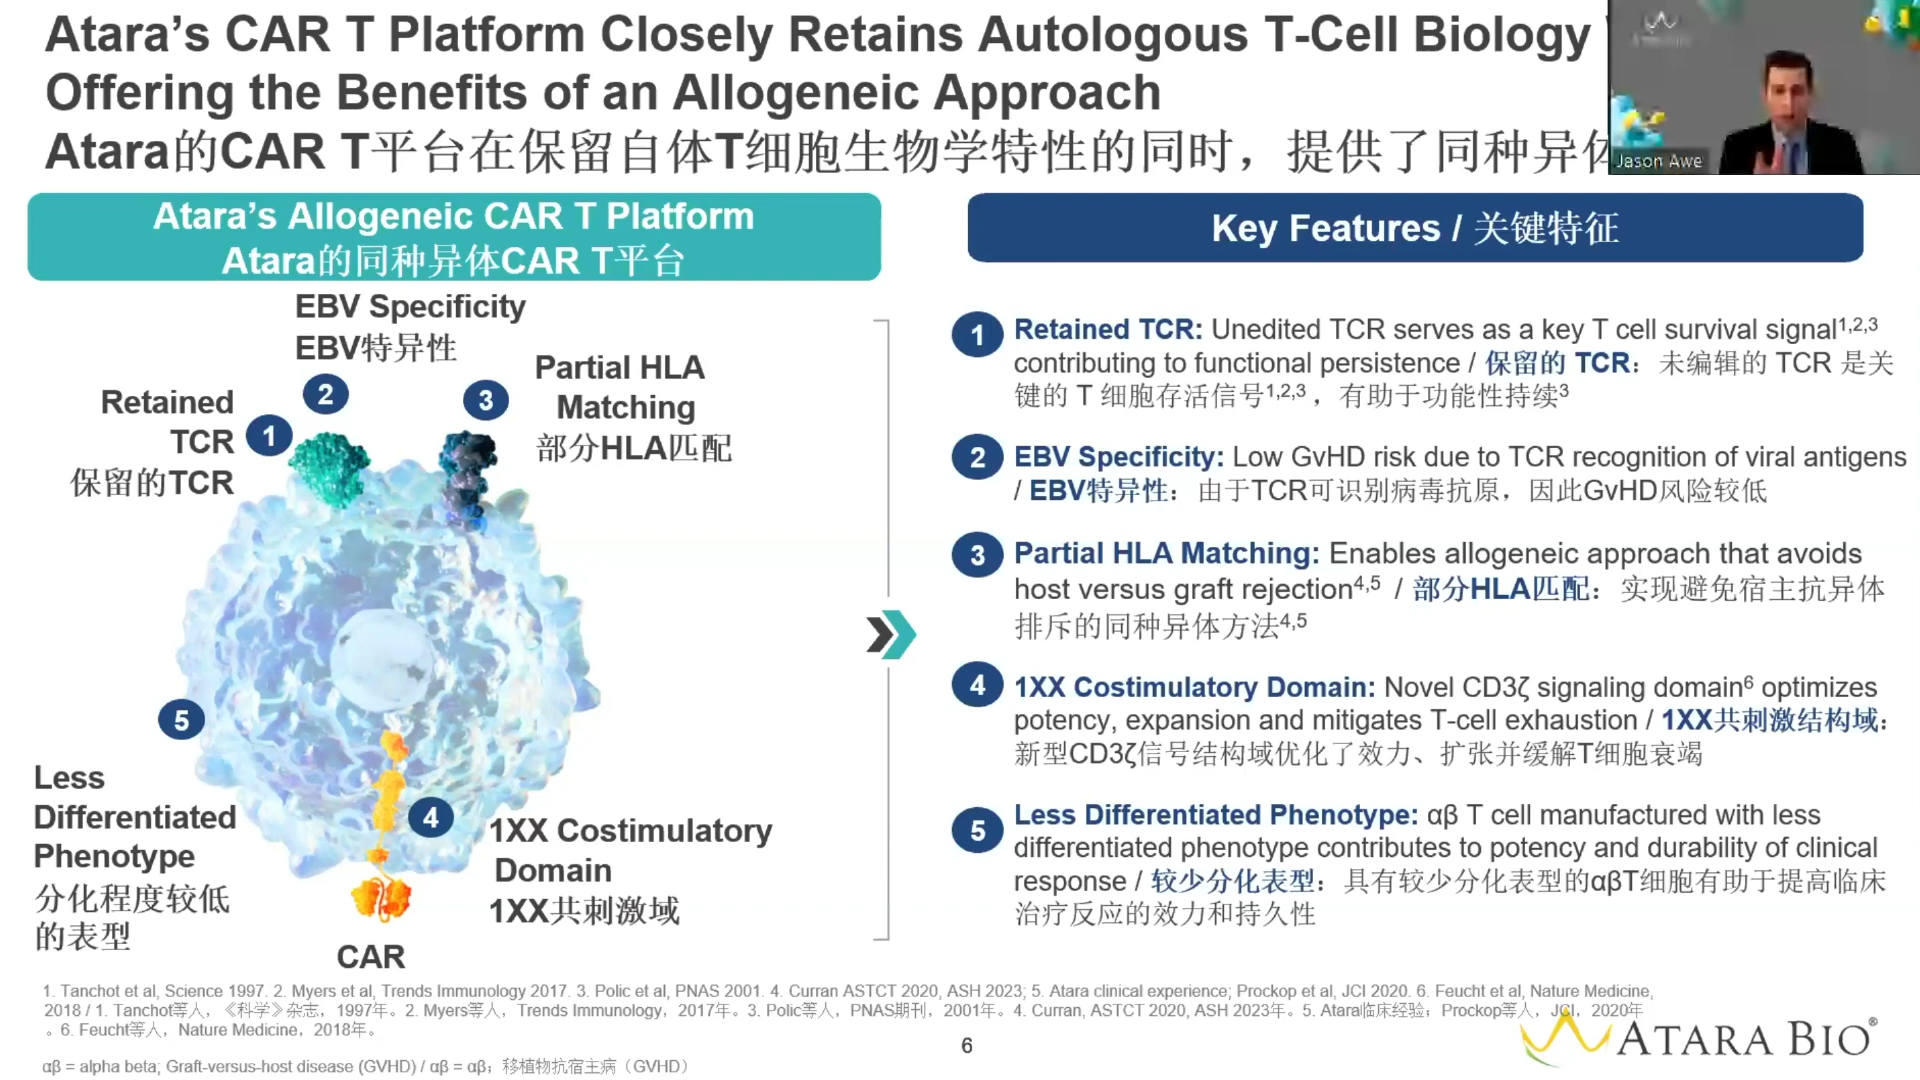 Atara’s CAR T Platform Closely Retains Autologous T-Cell Biology
Offering the Benefits of an Allogeneic Approach
Atara的CAR T平台在保留自体T细胞生物学特性的同时，提供了同种异体
Jason Awe
Atara’s Allogeneic CAR T Platform
Atara的同种异体CAR T平台
EBV Specificity
EBV特异性
2
Partial HLA
Matching
部分HLA匹配
3
Retained
TCR
保留的TCR
1
5
Less
Differentiated
Phenotype
分化程度较低
的表型
4
1XX Costimulatory
Domain
1XX共刺激域
CAR
Key Features / 关键特征
1
Retained TCR: Unedited TCR serves as a key T cell survival signal1,2,3
contributing to functional persistence / 保留的 TCR：未编辑的 TCR 是关
键的 T 细胞存活信号1,2,3，有助于功能性持续3
2
EBV Specificity: Low GvHD risk due to TCR recognition of viral antigens
/ EBV特异性：由于TCR可识别病毒抗原，因此GvHD风险较低
3
Partial HLA Matching: Enables allogeneic approach that avoids
host versus graft rejection4,5 / 部分HLA匹配：实现避免宿主抗异体
排斥的同种异体方法4,5
4
1XX Costimulatory Domain: Novel CD3ζ signaling domain6 optimizes
potency, expansion and mitigates T-cell exhaustion / 1XX共刺激结构域：
新型CD3ζ信号结构域优化了效力、扩张并缓解T细胞衰竭
5
Less Differentiated Phenotype: αβ T cell manufactured with less
differentiated phenotype contributes to potency and durability of clinical
response / 较少分化表型：具有较少分化表型的αβT细胞有助于提高临床
治疗反应的效力和持久性
1. Tanchot et al, Science 1997. 2. Myers et al, Trends Immunology 2017. 3. Polic et al, PNAS 2001. 4. Curran ASTCT 2020, ASH 2023; 5. Atara clinical experience; Prockop et al, JCI 2020. 6. Feucht et al, Nature Medicine,
2018 / 1. Tanchot等人，《科学》杂志，1997年。2. Myers等人，Trends Immunology，2017年。3. Polic等人，PNAS期刊，2001年。4. Curran, ASTCT 2020, ASH 2023年。5. Atara临床经验；Prockop等人，JCI，2020年
。6. Feucht等人，Nature Medicine，2018年。
αβ = alpha beta; Graft-versus-host disease (GVHD) / αβ = αβ；移植物抗宿主病（GVHD）
6
ATARA BIO®